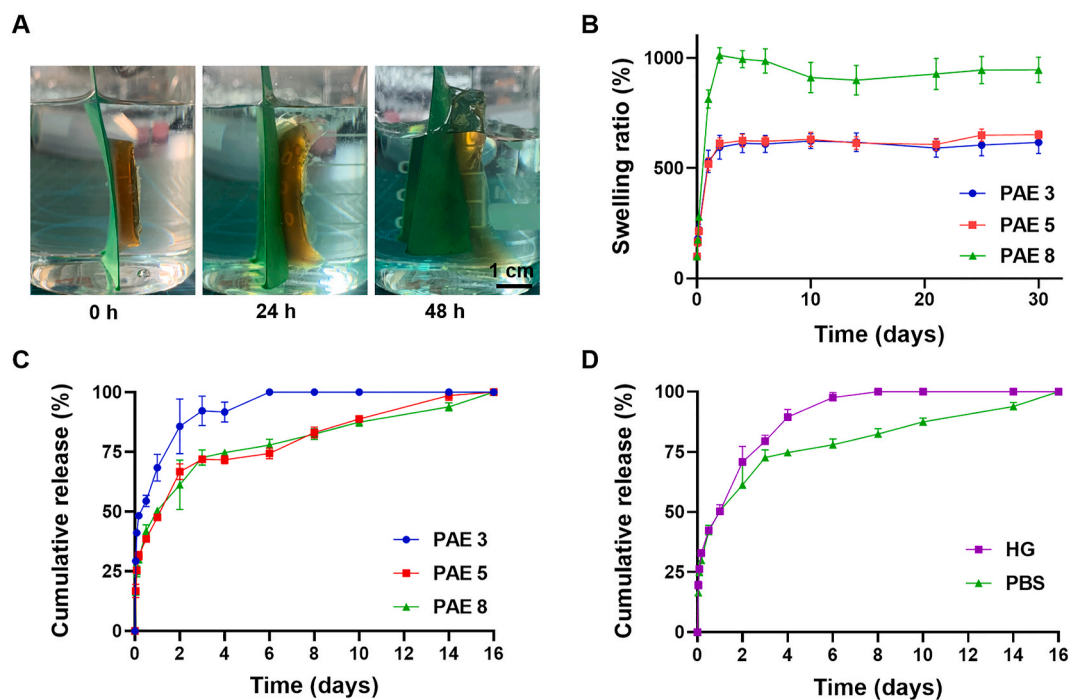 A
0 h
24 h
48 h
1 cm
B
Swelling ratio (%)
1000
500
0
0
10
20
30
Time (days)
PAE 3
PAE 5
PAE 8
C
Cumulative release (%)
100
75
50
25
0
0 2 4 6 8 10 12 14 16
Time (days)
PAE 3
PAE 5
PAE 8
D
Cumulative release (%)
100
75
50
25
0
0 2 4 6 8 10 12 14 16
Time (days)
HG
PBS